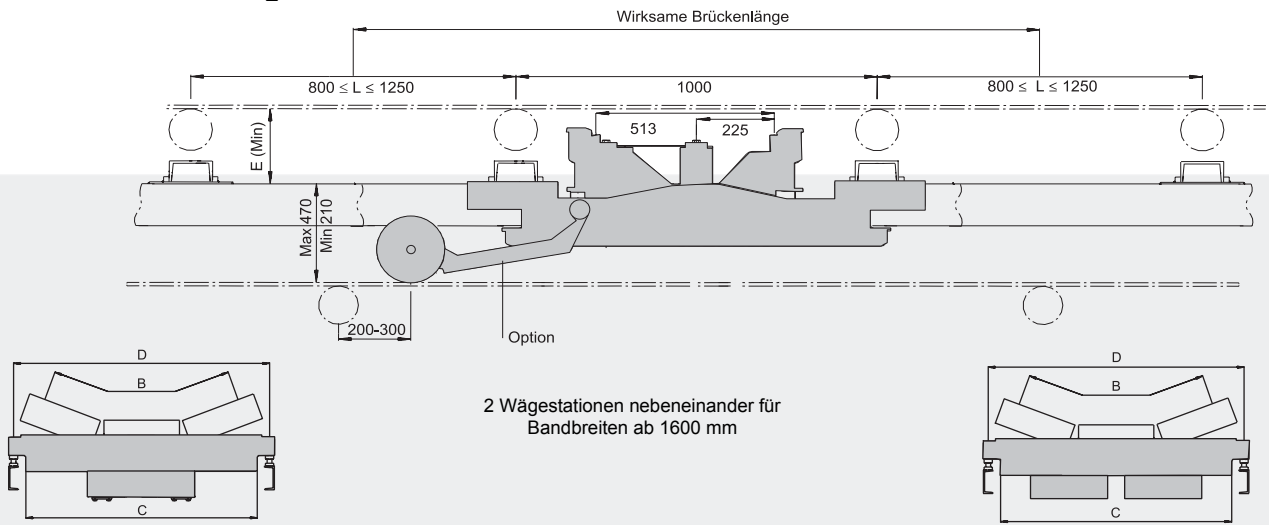 Wirksame Brückenlänge
800 ≤ L ≤ 1250
1000
800 ≤ L ≤ 1250
E (Min)
513
225
Max 470
Min 210
200-300
Option
D
B
C
2 Wägestationen nebeneinander für
Bandbreiten ab 1600 mm
D
B
C